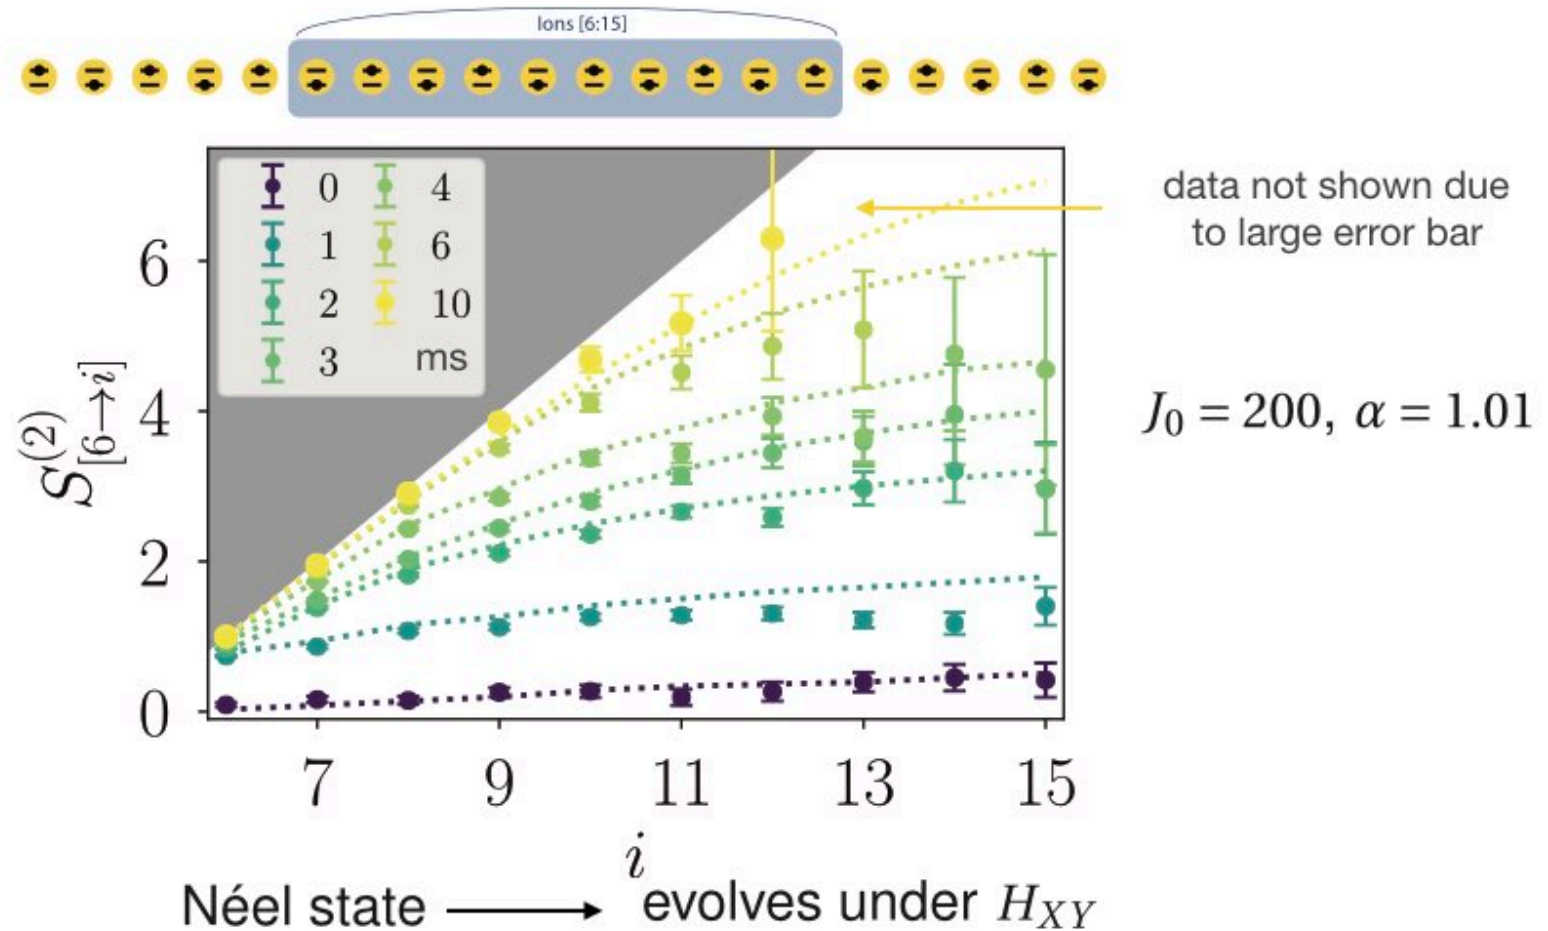 Ions [6:15]
0 4
1 6
2 10
3 ms
data not shown due
to large error bar
6
4
2
0
S^{(2)}_{[6→i]}
J₀ = 200, α = 1.01
7 9 11 13 15
i
Néel state → evolves under H_{XY}